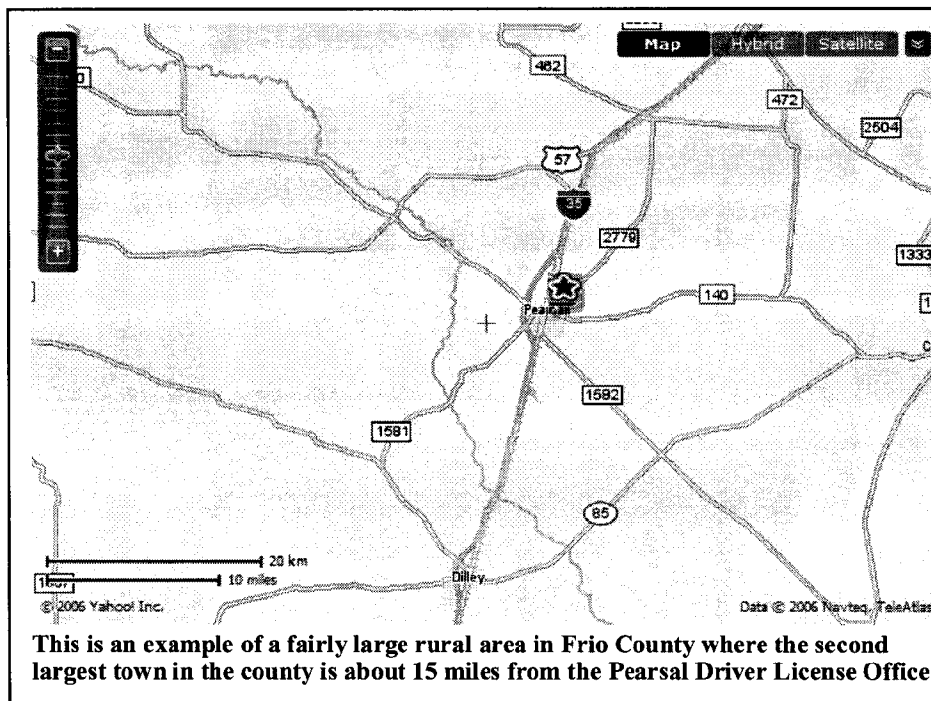 Map Hybrid Satellite
462
472
2504
57
35
2779
1333
Pearsall
140
1592
1581
85
20 km
10 miles
Dilley
© 2006 Yahoo! Inc.
Data © 2006 Navteq, TeleAtlas
This is an example of a fairly large rural area in Frio County where the second
largest town in the county is about 15 miles from the Pearsal Driver License Office